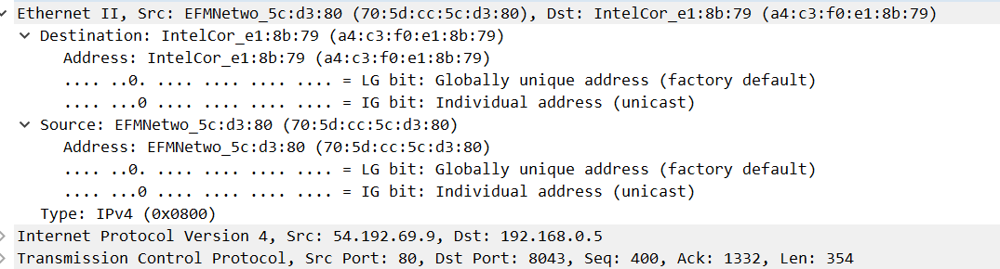 Ethernet II, Src: EFMNetwo_5c:d3:80 (70:5d:cc:5c:d3:80), Dst: IntelCor_e1:8b:79 (a4:c3:f0:e1:8b:79)
Destination: IntelCor_e1:8b:79 (a4:c3:f0:e1:8b:79)
Address: IntelCor_e1:8b:79 (a4:c3:f0:e1:8b:79)
.... ..0. .... .... .... .... = LG bit: Globally unique address (factory default)
.... ...0 .... .... .... .... = IG bit: Individual address (unicast)
Source: EFMNetwo_5c:d3:80 (70:5d:cc:5c:d3:80)
Address: EFMNetwo_5c:d3:80 (70:5d:cc:5c:d3:80)
.... ..0. .... .... .... .... = LG bit: Globally unique address (factory default)
.... ...0 .... .... .... .... = IG bit: Individual address (unicast)
Type: IPv4 (0x0800)
Internet Protocol Version 4, Src: 54.192.69.9, Dst: 192.168.0.5
Transmission Control Protocol, Src Port: 80, Dst Port: 8043, Seq: 400, Ack: 1332, Len: 354